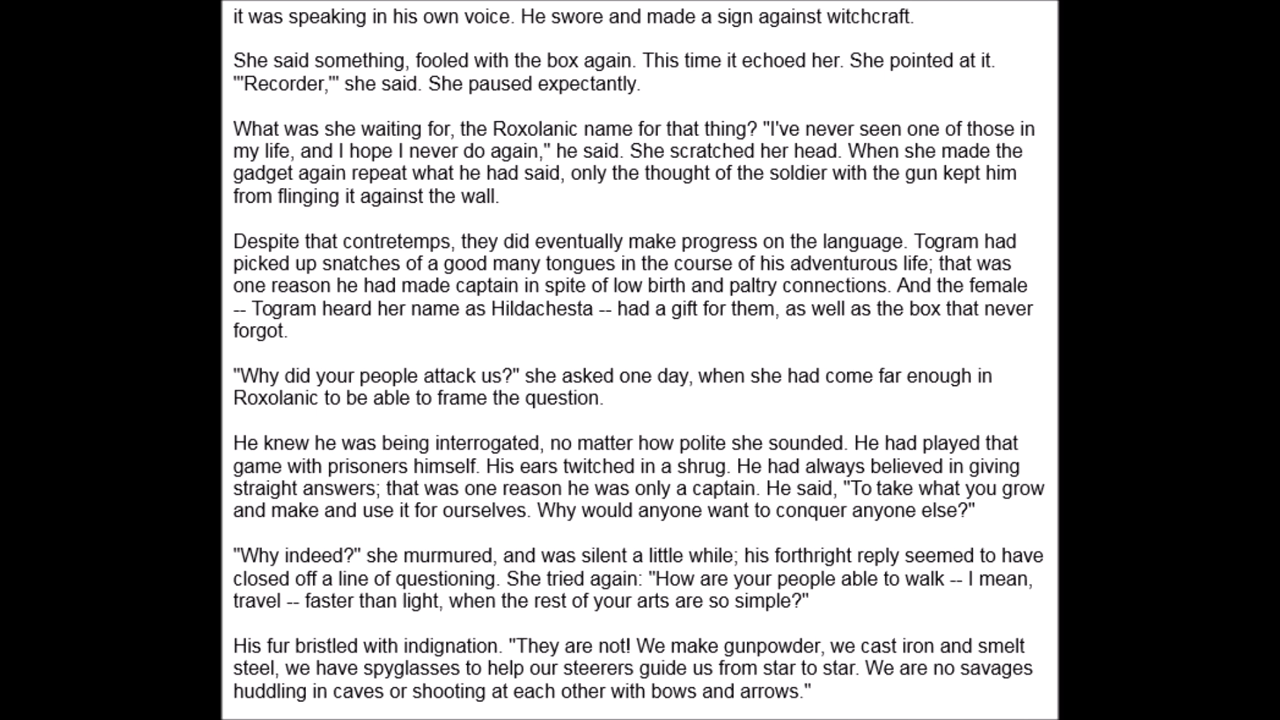 it was speaking in his own voice. He swore and made a sign against witchcraft.
She said something, fooled with the box again. This time it echoed her. She pointed at it.
"'Recorder,'" she said. She paused expectantly.
What was she waiting for, the Roxolanic name for that thing? "I've never seen one of those in
my life, and I hope I never do again," he said. She scratched her head. When she made the
gadget again repeat what he had said, only the thought of the soldier with the gun kept him
from flinging it against the wall.
Despite that contretemps, they did eventually make progress on the language. Togram had
picked up snatches of a good many tongues in the course of his adventurous life; that was
one reason he had made captain in spite of low birth and paltry connections. And the female
-- Togram heard her name as Hildachesta -- had a gift for them, as well as the box that never
forgot.
"Why did your people attack us?" she asked one day, when she had come far enough in
Roxolanic to be able to frame the question.
He knew he was being interrogated, no matter how polite she sounded. He had played that
game with prisoners himself. His ears twitched in a shrug. He had always believed in giving
straight answers; that was one reason he was only a captain. He said, "To take what you grow
and make and use it for ourselves. Why would anyone want to conquer anyone else?"
"Why indeed?" she murmured, and was silent a little while; his forthright reply seemed to have
closed off a line of questioning. She tried again: "How are your people able to walk -- I mean,
travel -- faster than light, when the rest of your arts are so simple?"
His fur bristled with indignation. "They are not! We make gunpowder, we cast iron and smelt
steel, we have spyglasses to help our steerers guide us from star to star. We are no savages
huddling in caves or shooting at each other with bows and arrows."